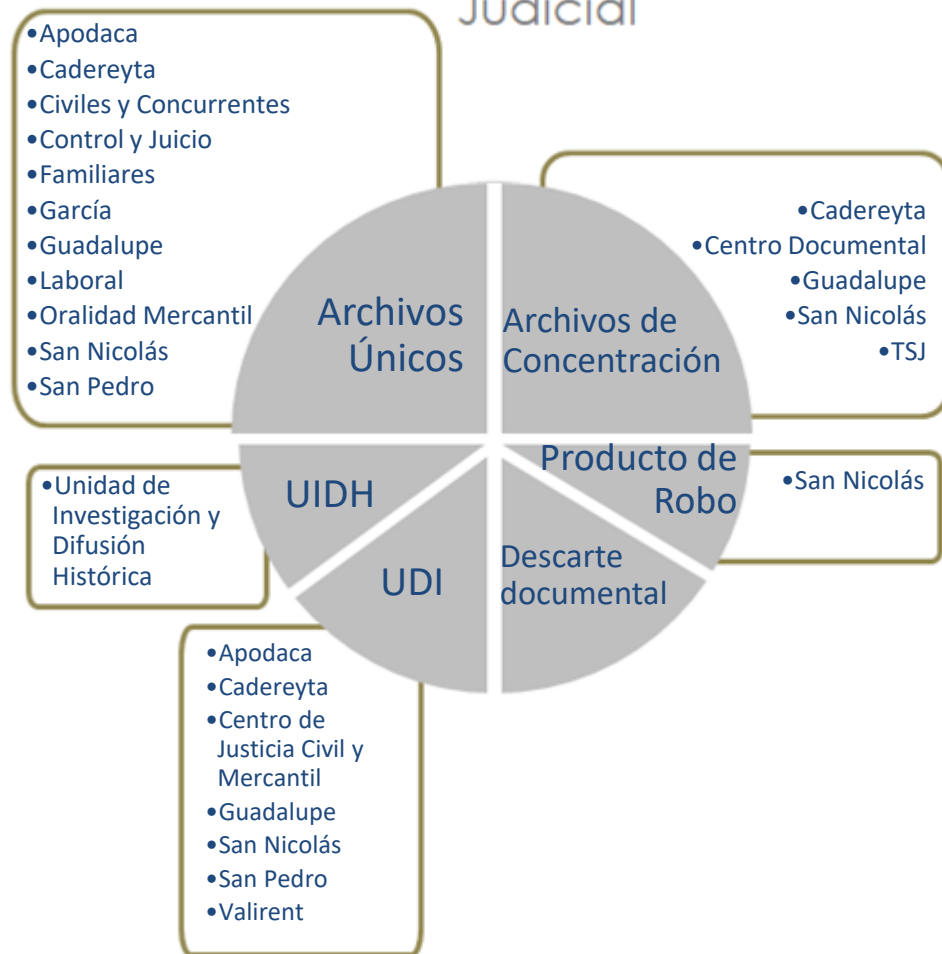 Judicial
•Apodaca
•Cadereyta
•Civiles y Concurrentes
•Control y Juicio
•Familiares
•García
•Guadalupe
•Laboral
•Oralidad Mercantil
•San Nicolás
•San Pedro
•Cadereyta
•Centro Documental
•Guadalupe
•San Nicolás
•TSJ
Archivos
Únicos
Archivos de
Concentración
•Unidad de
Investigación y
Difusión
Histórica
UIDH
Producto de
Robo
•San Nicolás
UDI
Descarte
documental
•Apodaca
•Cadereyta
•Centro de
Justicia Civil y
Mercantil
•Guadalupe
•San Nicolás
•San Pedro
•Valirent